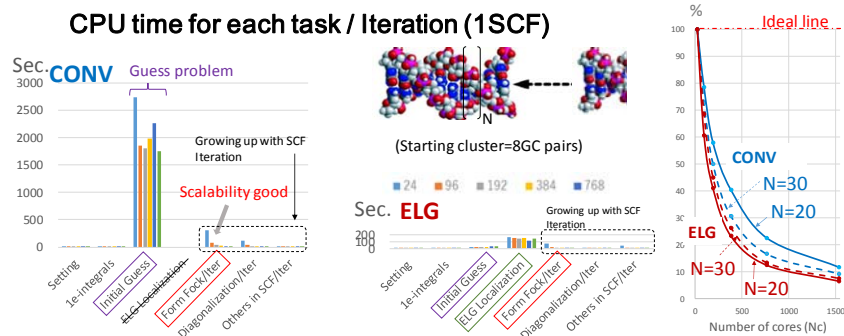 CPU time for each task / Iteration (1SCF)
Sec. CONV
Guess problem
3000
2500
2000
1500
1000
500
0
Growing up with SCF
Iteration
Scalability good
Setting
1e-integrals
Initial Guess
ELG Localization
Form Fock/Iter
Diagonalization/Iter
Others in SCF/Iter
N
(Starting cluster=8GC pairs)
24 96 192 384 768
Sec. ELG
Growing up with SCF
Iteration
200
100
0
Setting
1e-integrals
Initial Guess
ELG Localization
Form Fock/Iter
Diagonalization/Iter
Others in SCF/Iter
%
Ideal line
100
90
80
70
60
50
40
30
20
10
0
CONV
N=30
N=20
ELG
N=30
N=20
0 500 1000 1500
Number of cores (Nc)